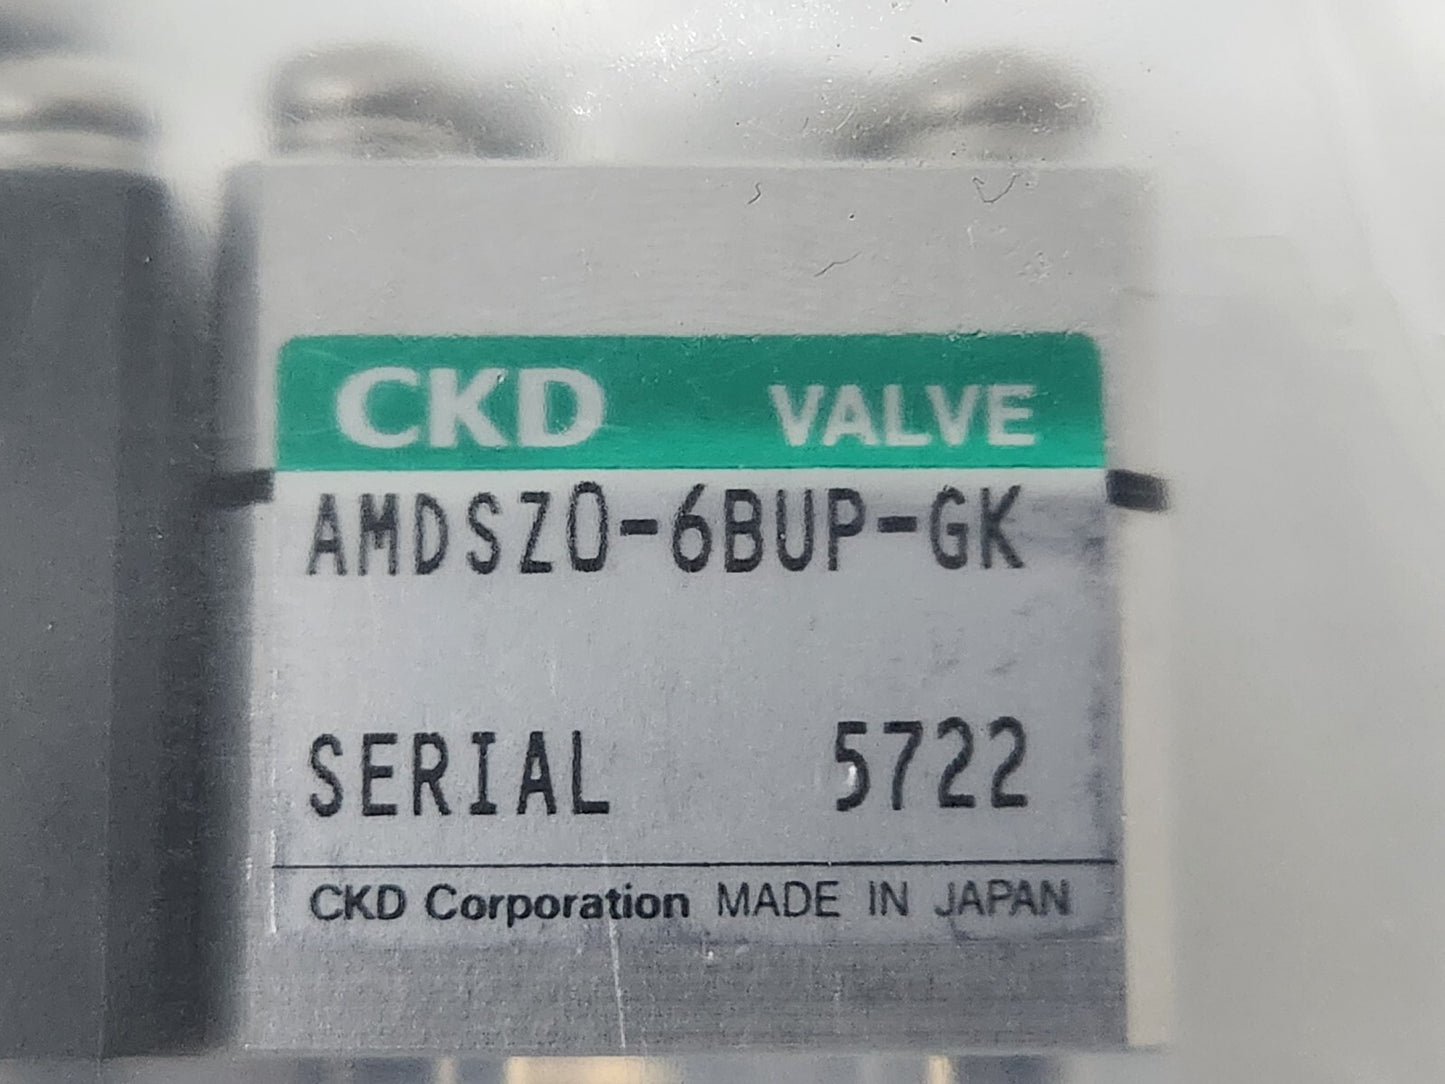 CKD VALVE
AMDSZ0-6BUP-GK
SERIAL 5722
CKD Corporation MADE IN JAPAN